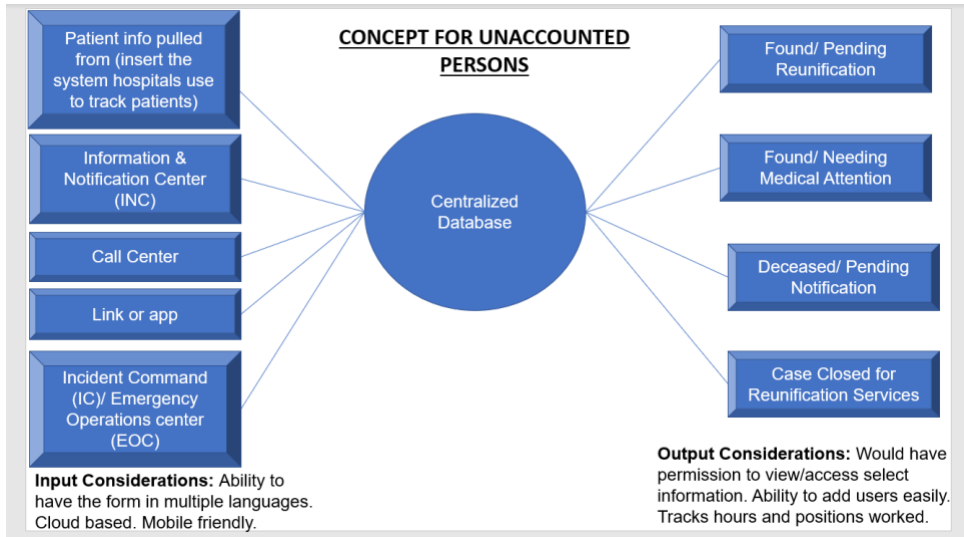 CONCEPT FOR UNACCOUNTED
PERSONS
Patient info pulled
from (insert the
system hospitals use
to track patients)
Information &
Notification Center
(INC)
Call Center
Link or app
Incident Command
(IC)/ Emergency
Operations center
(EOC)
Input Considerations: Ability to
have the form in multiple languages.
Cloud based. Mobile friendly.
Centralized
Database
Found/ Pending
Reunification
Found/ Needing
Medical Attention
Deceased/ Pending
Notification
Case Closed for
Reunification Services
Output Considerations: Would have
permission to view/access select
information. Ability to add users easily.
Tracks hours and positions worked.